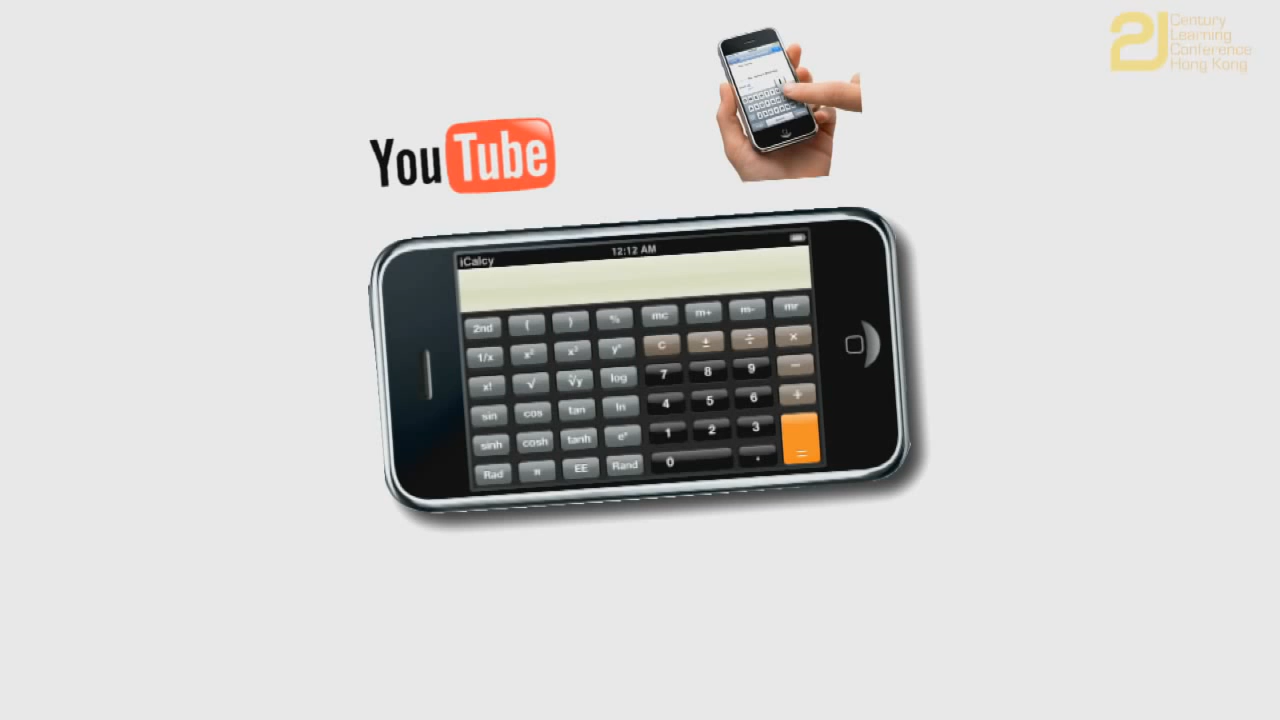 21 Century
Learning
Conference
Hong Kong
YouTube
iCalcy 12:12 AM
2nd ( ) % mc m+ m- mr
1/x x² x³ yˣ C ± ÷ ×
x! √ ˣ√y log 7 8 9 −
sin cos tan ln 4 5 6 +
sinh cosh tanh eˣ 1 2 3 =
Rad π EE Rand 0 .